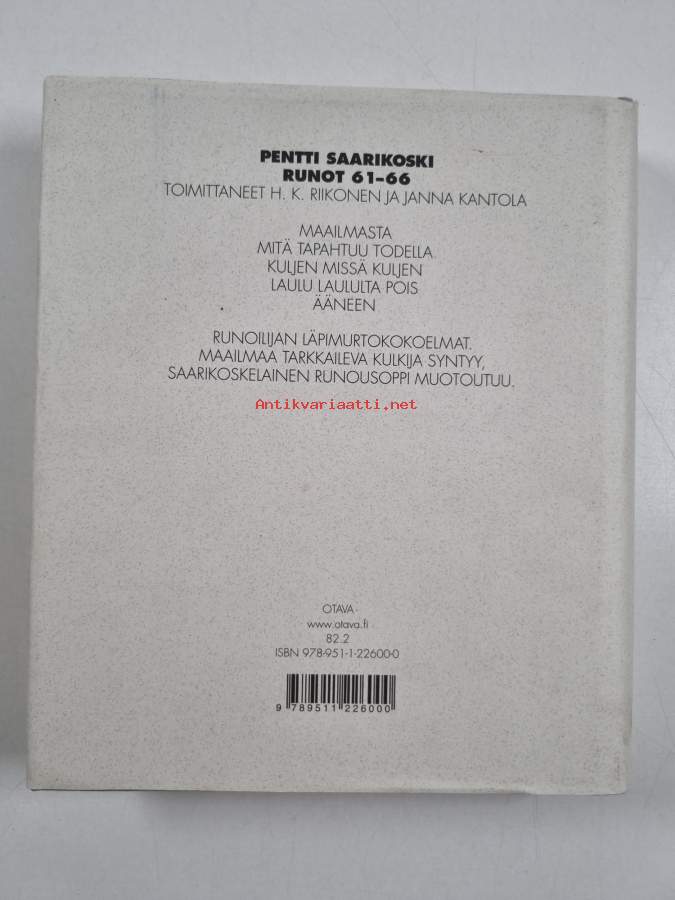 PENTTI SAARIKOSKI
RUNOT 61–66
TOIMITTANEET H. K. RIIKONEN JA JANNA KANTOLA
MAAILMASTA
MITÄ TAPAHTUU TODELLA
KULJEN MISSÄ KULJEN
LAULU LAULULTA POIS
ÄÄNEEN
RUNOILIJAN LÄPIMURTOKOKOELMAT.
MAAILMAA TARKKAILEVA KULKIJA SYNTYY,
SAARIKOSKELAINEN RUNOUSOPPI MUOTOUTUU.
Antikvariaatti.net
OTAVA
www.otava.fi
82.2
ISBN 978-951-1-22600-0
9 789511 226000